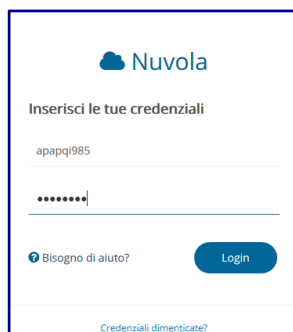 Nuvola
Inserisci le tue credenziali
apapqi985
••••••••
Bisogno di aiuto?
Login
Credenziali dimenticate?